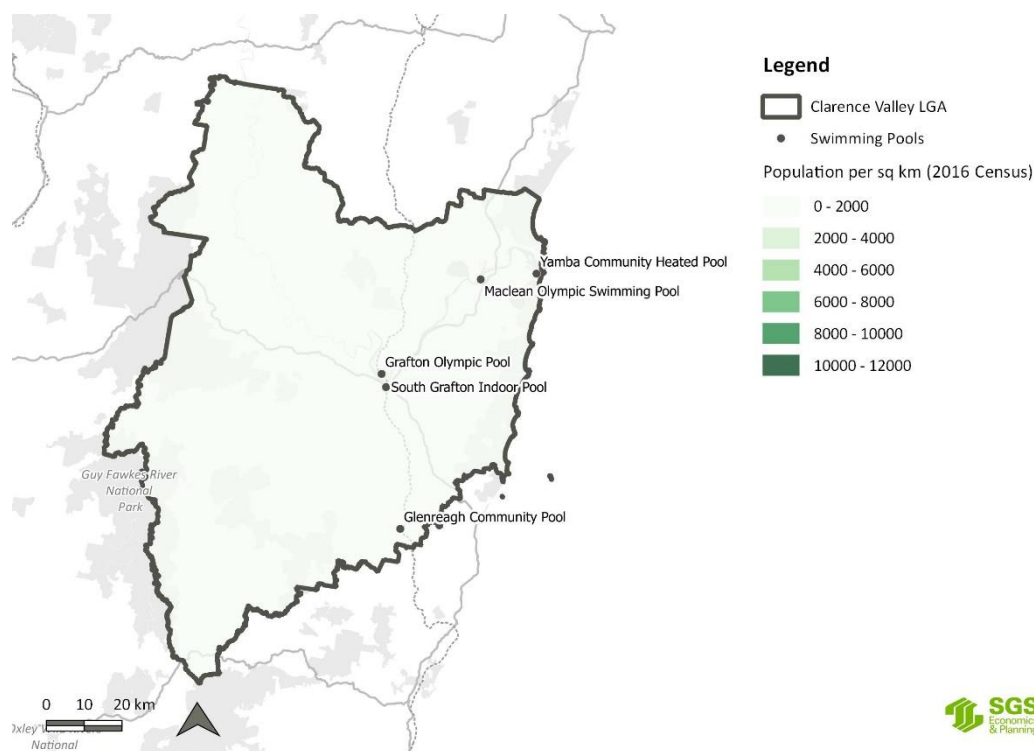 Legend
Clarence Valley LGA
Swimming Pools
Population per sq km (2016 Census)
0 - 2000
2000 - 4000
4000 - 6000
6000 - 8000
8000 - 10000
10000 - 12000
Yamba Community Heated Pool
Maclean Olympic Swimming Pool
Grafton Olympic Pool
South Grafton Indoor Pool
Guy Fawkes River
National
Park
Glenreagh Community Pool
0 10 20 km
National
SGS
Economics
& Planning